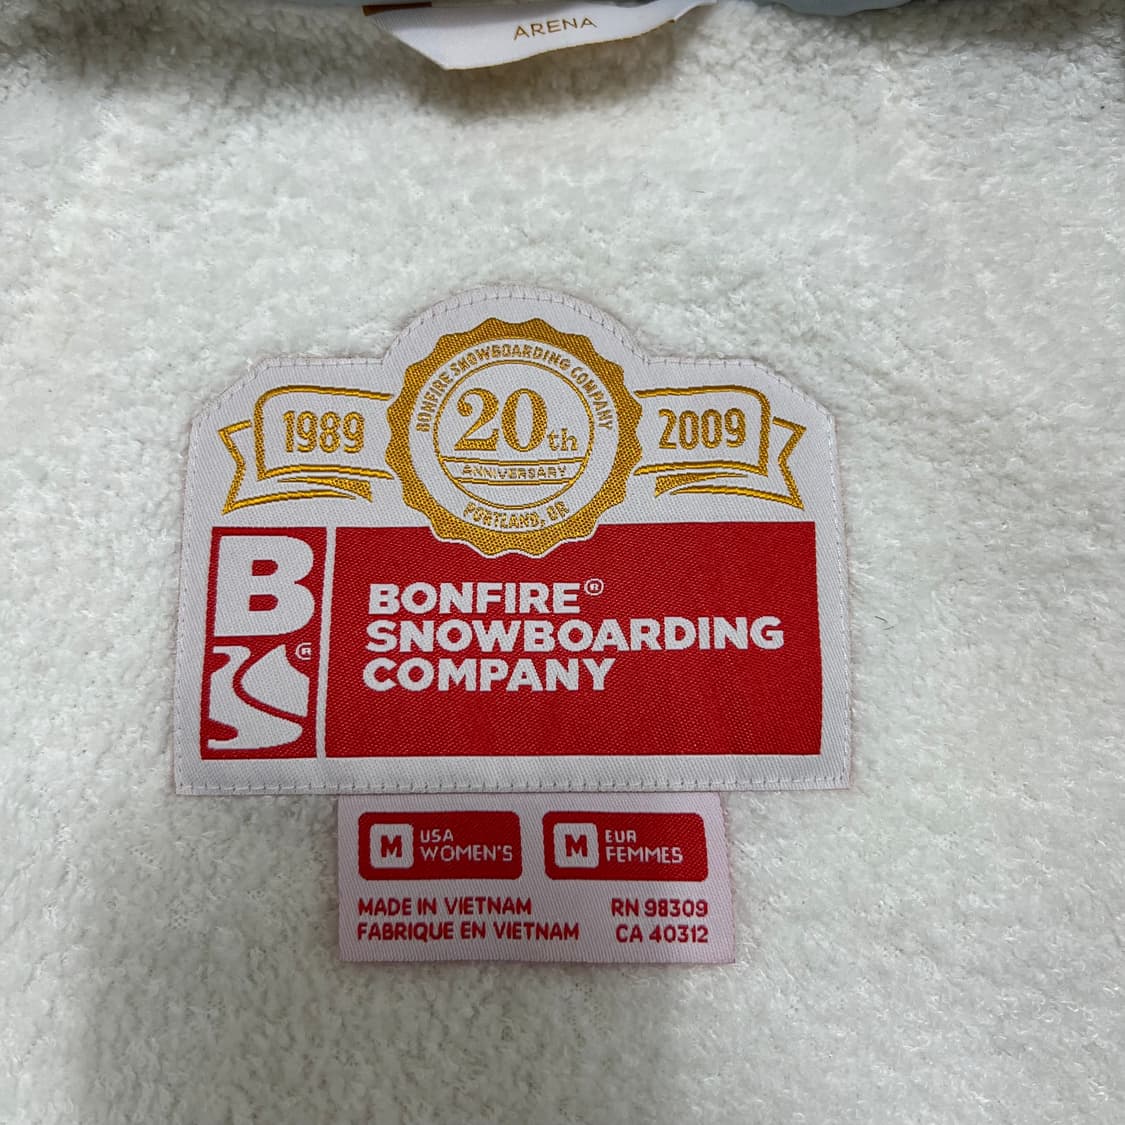 ARENA
BONFIRE SNOWBOARDING COMPANY
1989
20th
2009
ANNIVERSARY
PORTLAND, OR
B
BONFIRE®
SNOWBOARDING
COMPANY
®
M USA WOMEN'S
M EUR FEMMES
MADE IN VIETNAM RN 98309
FABRIQUE EN VIETNAM CA 40312